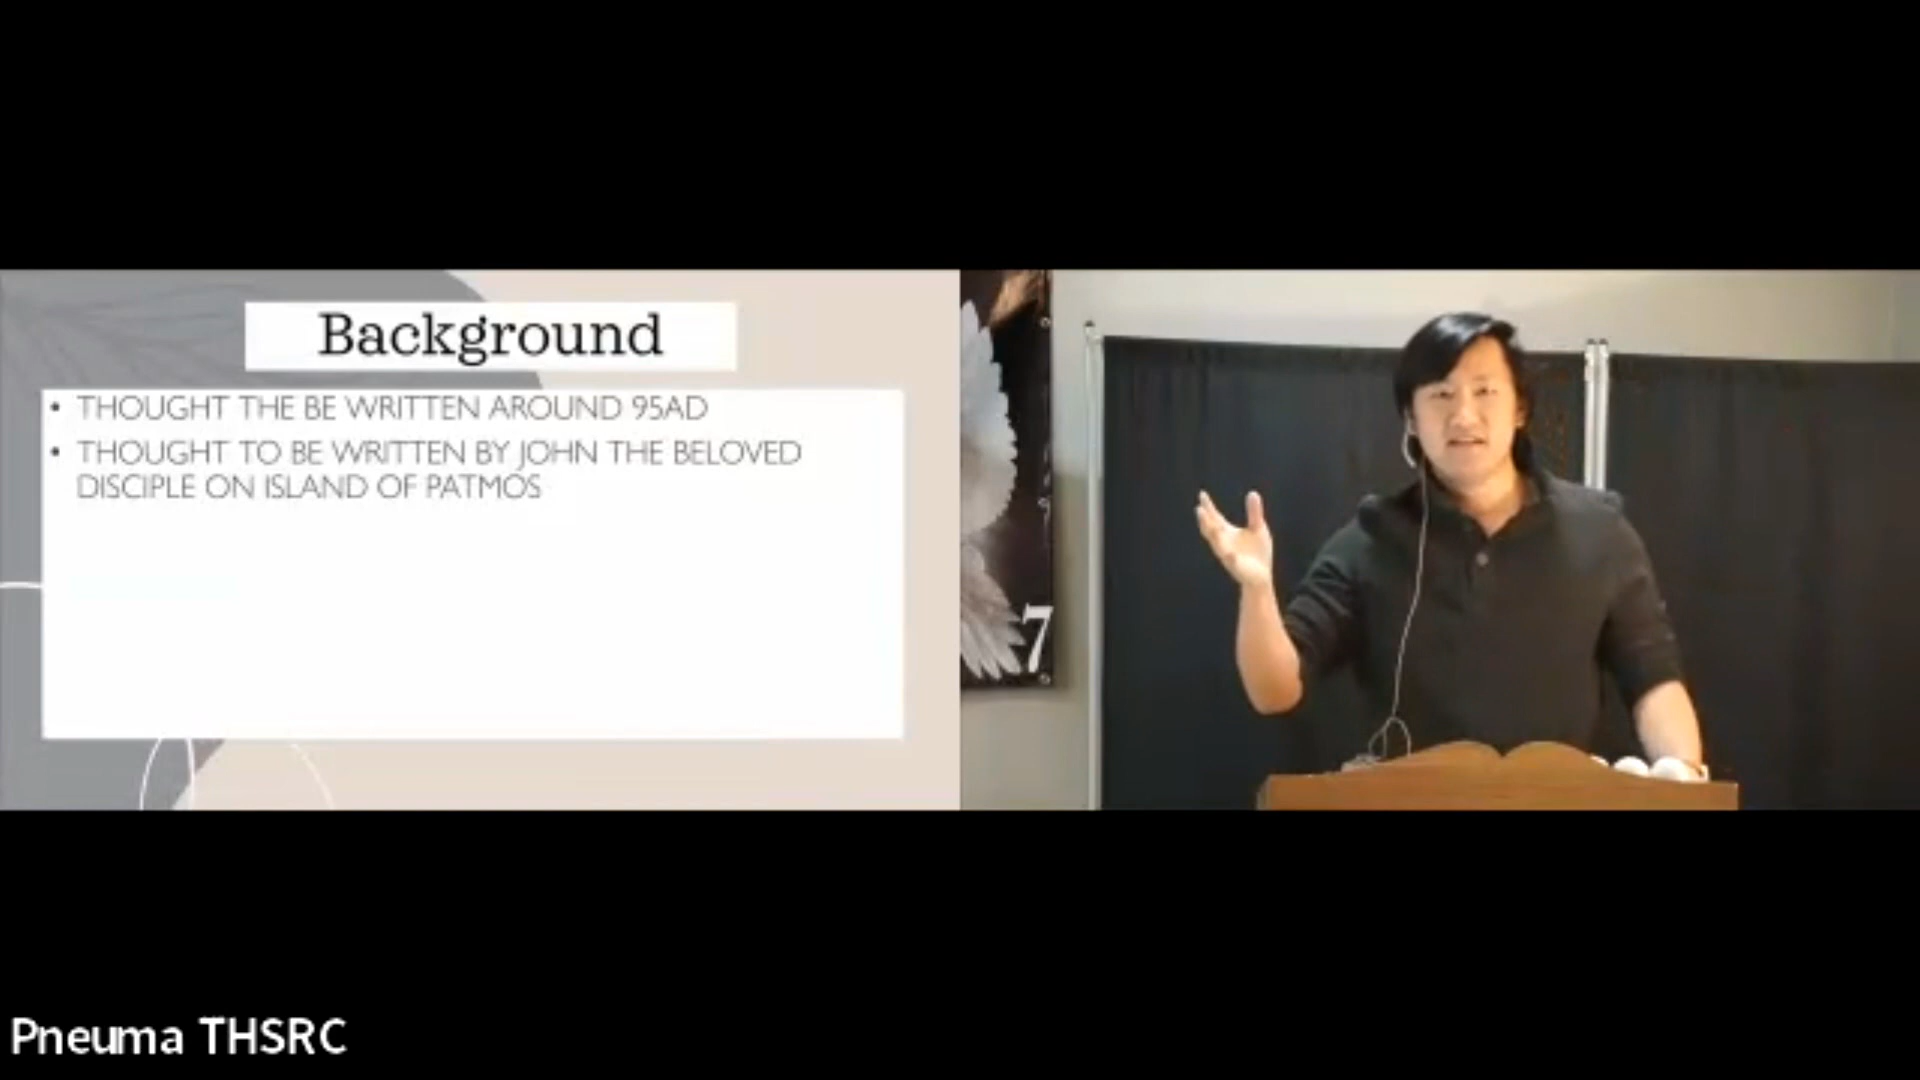 Background
• THOUGHT THE BE WRITTEN AROUND 95AD
• THOUGHT TO BE WRITTEN BY JOHN THE BELOVED
DISCIPLE ON ISLAND OF PATMOS
7
Pneuma THSRC